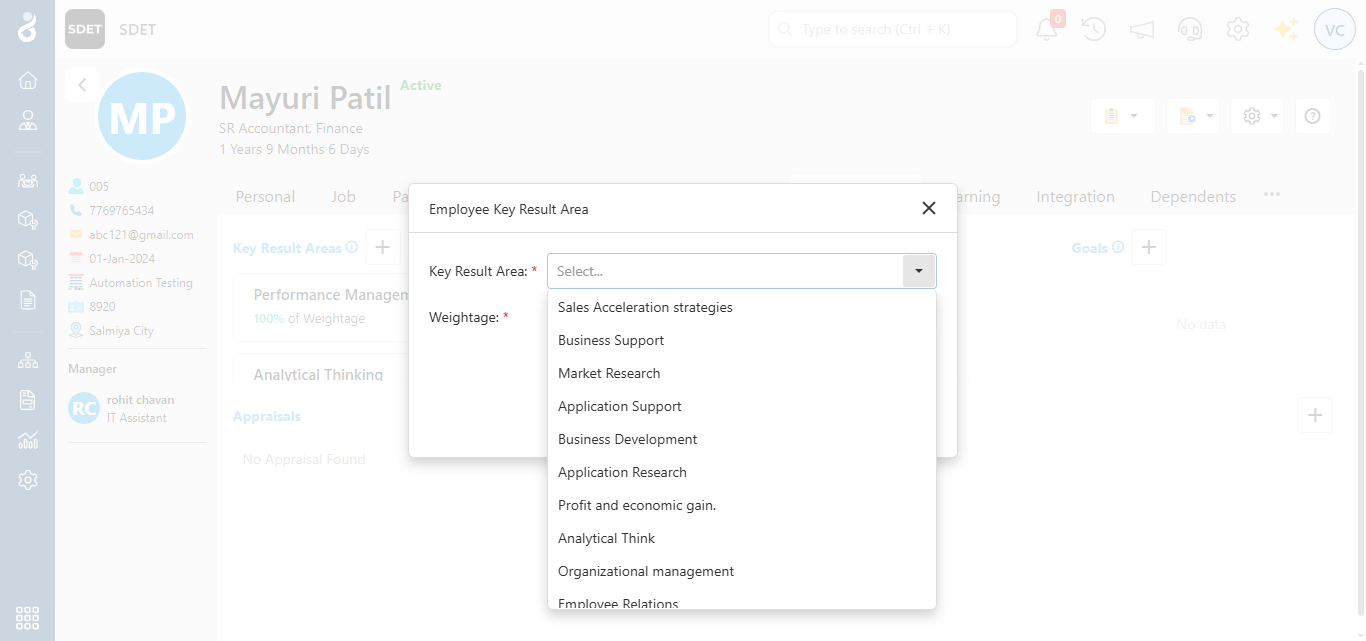 SDET SDET Type to search (Ctrl + K) 0 VC
MP Mayuri Patil Active
SR Accountant, Finance
1 Years 9 Months 6 Days
005
7769765434
abc121@gmail.com
01-Jan-2024
Automation Testing
8920
Salmiya City
Manager
RC rohit chavan
IT Assistant
Personal Job Pa arning Integration Dependents
Key Result Areas
Performance Managem
100% of Weightage
Analytical Thinking
Appraisals
No Appraisal Found
Goals
No data
Employee Key Result Area
Key Result Area: * Select...
Weightage: *
Sales Acceleration strategies
Business Support
Market Research
Application Support
Business Development
Application Research
Profit and economic gain.
Analytical Think
Organizational management
Employee Relations